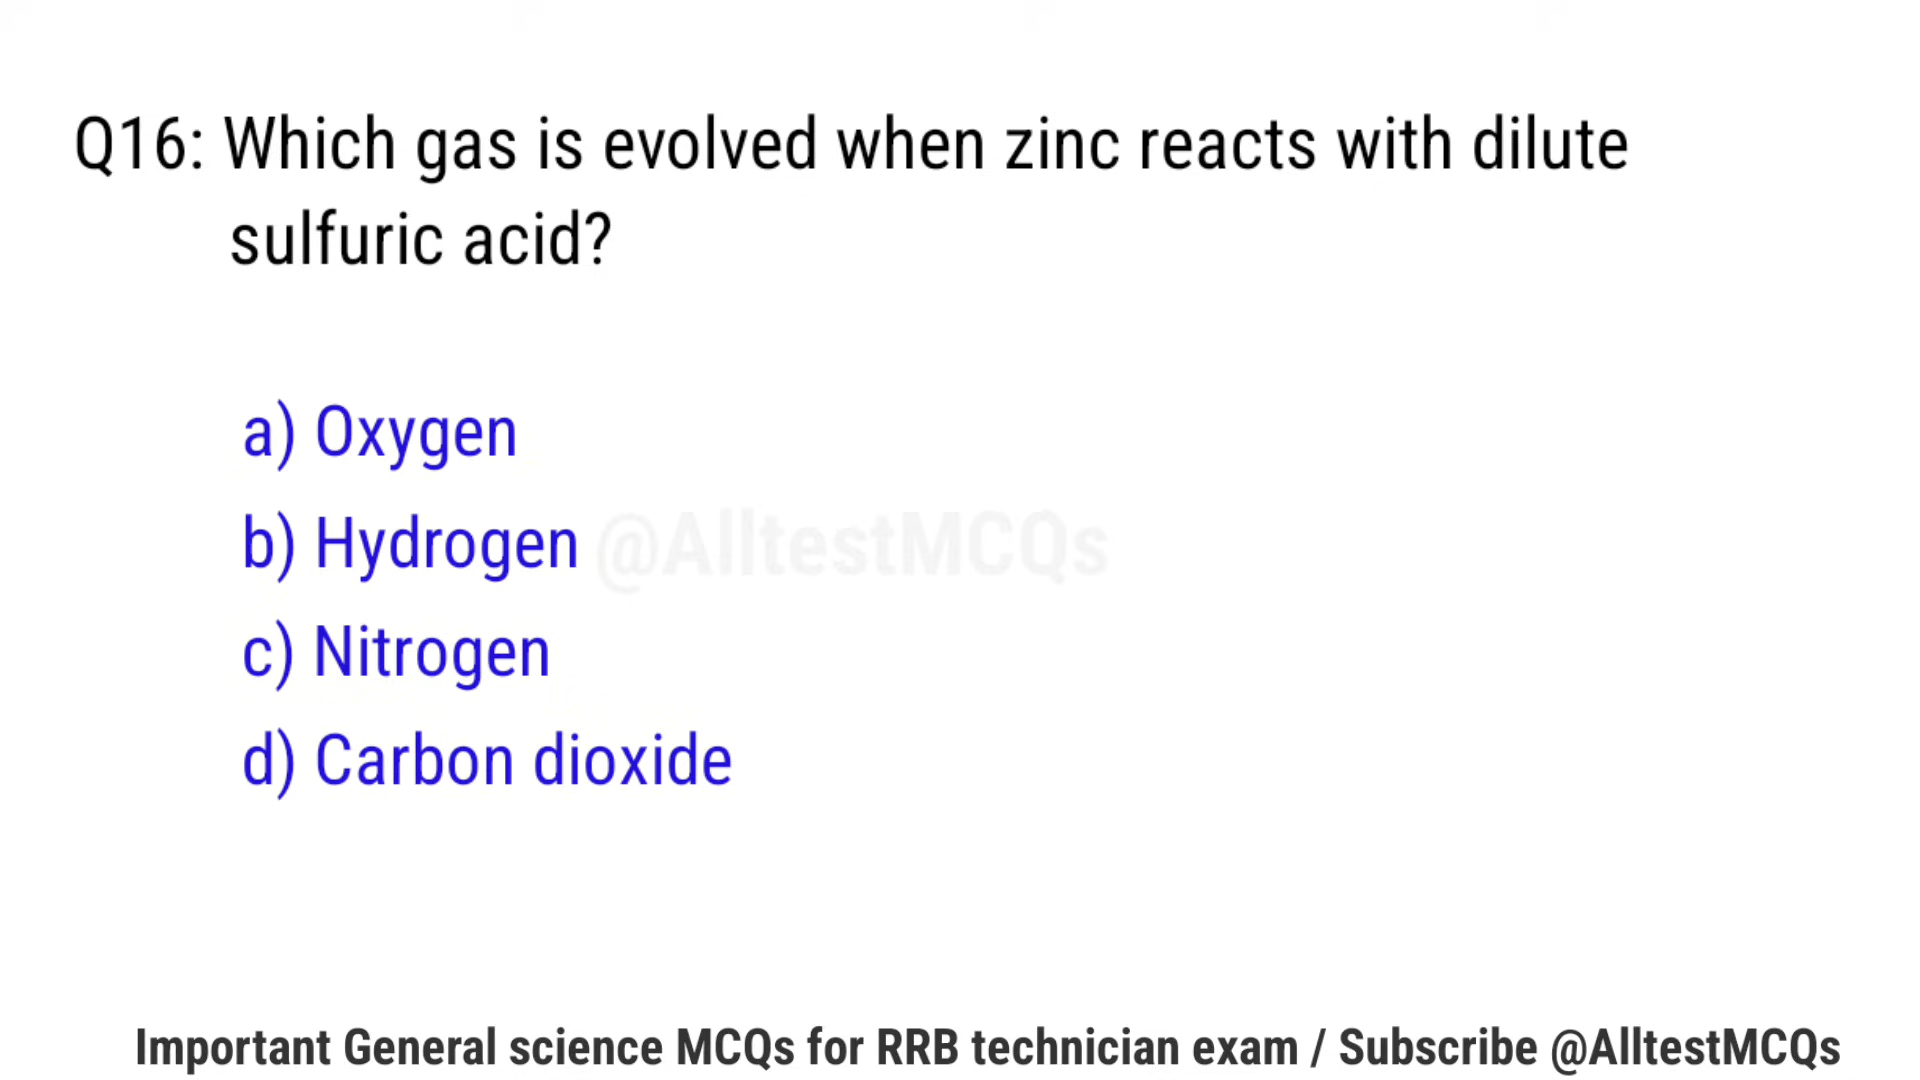 Q16: Which gas is evolved when zinc reacts with dilute
sulfuric acid?
a) Oxygen
b) Hydrogen
@AlltestMCQs
c) Nitrogen
d) Carbon dioxide
Important General science MCQs for RRB technician exam / Subscribe @AlltestMCQs